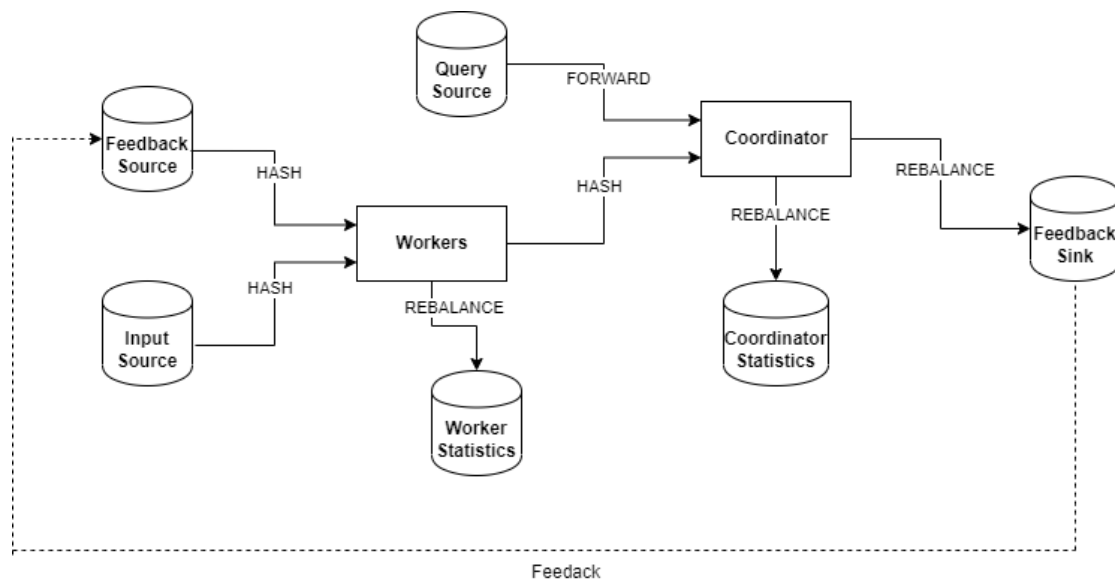 Query
Source
FORWARD
Feedback
Source
HASH
Coordinator
HASH
REBALANCE
REBALANCE
Workers
Feedback
Sink
HASH
REBALANCE
Input
Source
Coordinator
Statistics
Worker
Statistics
Feedack